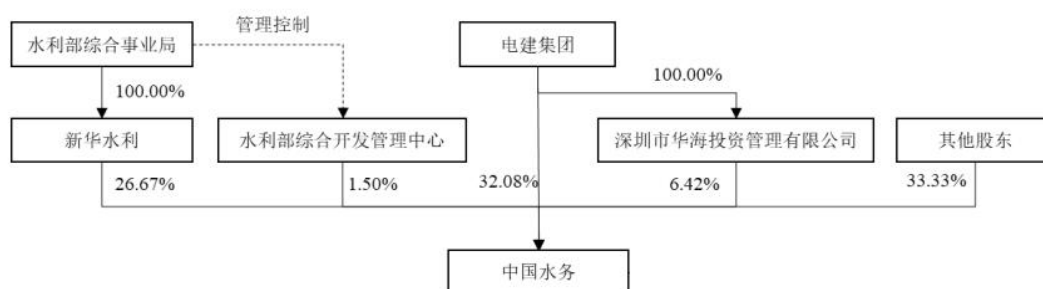 管理控制
水利部综合事业局
电建集团
100.00%
100.00%
新华水利
水利部综合开发管理中心
深圳市华海投资管理有限公司
其他股东
26.67%
1.50%
32.08%
6.42%
33.33%
中国水务